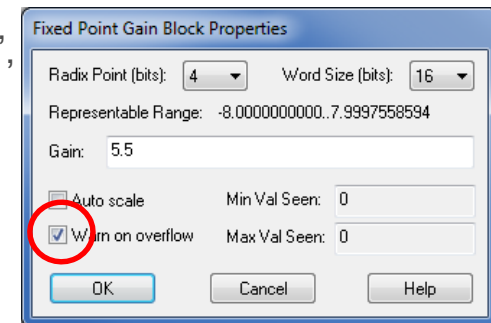 ,
,
Fixed Point Gain Block Properties
Radix Point (bits): 4 Word Size (bits): 16
Representable Range: -8.0000000000..7.9997558594
Gain: 5.5
Auto scale Min Val Seen: 0
Warn on overflow Max Val Seen: 0
OK Cancel Help